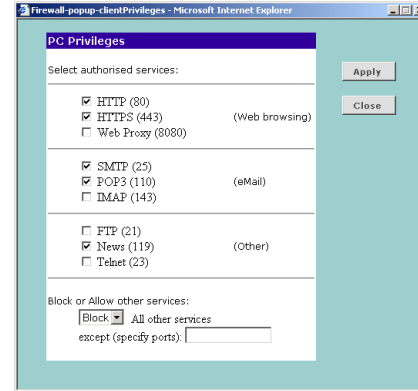 Firewall-popup-clientPrivileges - Microsoft Internet Explorer
PC Privileges
Select authorised services:
Apply
HTTP (80)
Close
HTTPS (443) (Web browsing)
Web Proxy (8080)
SMTP (25)
POP3 (110) (eMail)
IMAP (143)
FTP (21)
News (119) (Other)
Telnet (23)
Block or Allow other services:
Block All other services
except (specify ports):